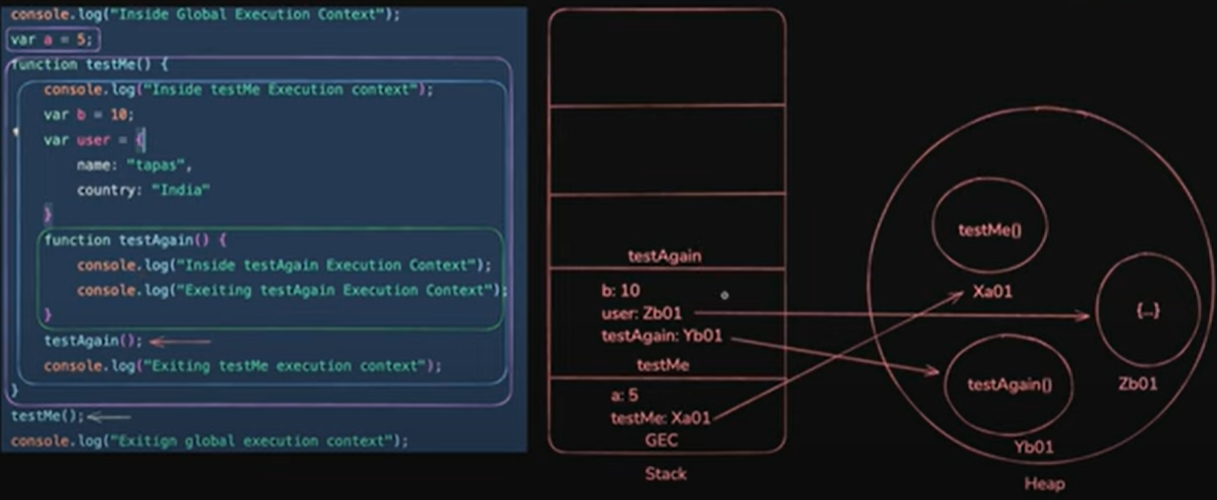 console.log("Inside Global Execution Context");
var a = 5;
function testMe() {
console.log("Inside testMe Execution context");
var b = 10;
var user = {
name: "tapas",
country: "India"
}
function testAgain() {
console.log("Inside testAgain Execution Context");
console.log("Exeiting testAgain Execution Context");
}
testAgain();
console.log("Exiting testMe execution context");
}
testMe();
console.log("Exitign global execution context");
testAgain
b: 10
user: Zb01
testAgain: Yb01
testMe
a: 5
testMe: Xa01
GEC
Stack
testMe()
Xa01
{...}
Zb01
testAgain()
Yb01
Heap